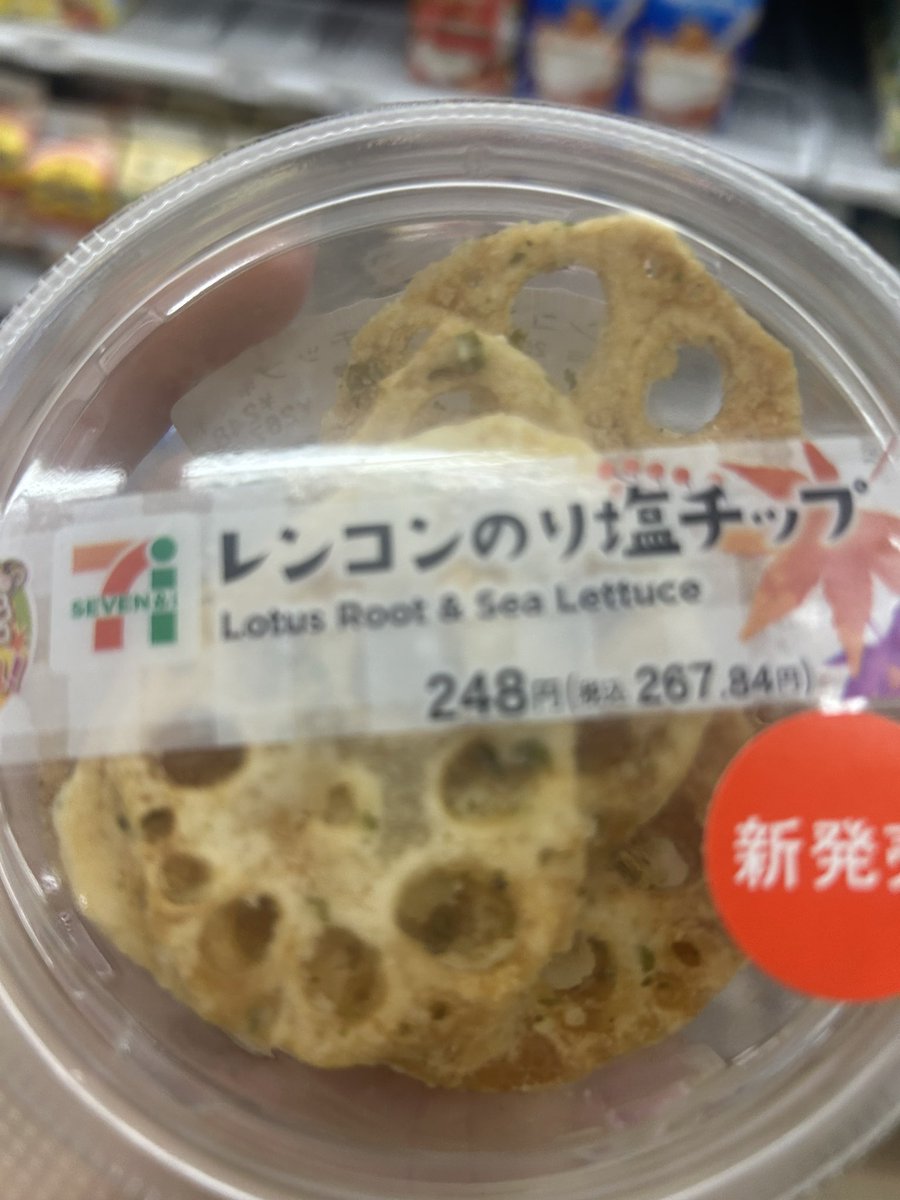 レンコンのり塩チップ
SEVEN & i
Lotus Root & Sea Lettuce
248円(税込 267.84円)
新発売